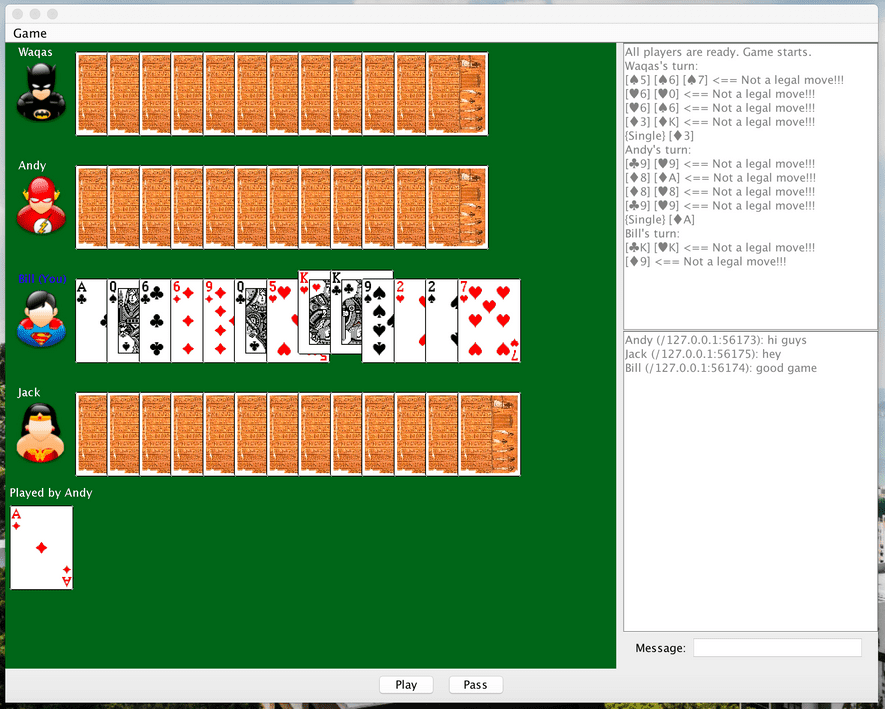 Game
Waqas
Andy
Bill (You)
A Q 6 6 9 Q 5 K K 9 2 2 7
5 7
Jack
Played by Andy
A
A
All players are ready. Game starts.
Waqas's turn:
[♠5] [♠6] [♠7] <== Not a legal move!!!
[♥6] [♥0] <== Not a legal move!!!
[♥6] [♠6] <== Not a legal move!!!
[♦3] [♦K] <== Not a legal move!!!
{Single} [♦3]
Andy's turn:
[♣9] [♥9] <== Not a legal move!!!
[♦8] [♦A] <== Not a legal move!!!
[♦8] [♥8] <== Not a legal move!!!
[♣9] [♥9] <== Not a legal move!!!
{Single} [♦A]
Bill's turn:
[♣K] [♥K] <== Not a legal move!!!
[♦9] <== Not a legal move!!!
Andy (/127.0.0.1:56173): hi guys
Jack (/127.0.0.1:56175): hey
Bill (/127.0.0.1:56174): good game
Message:
Play Pass